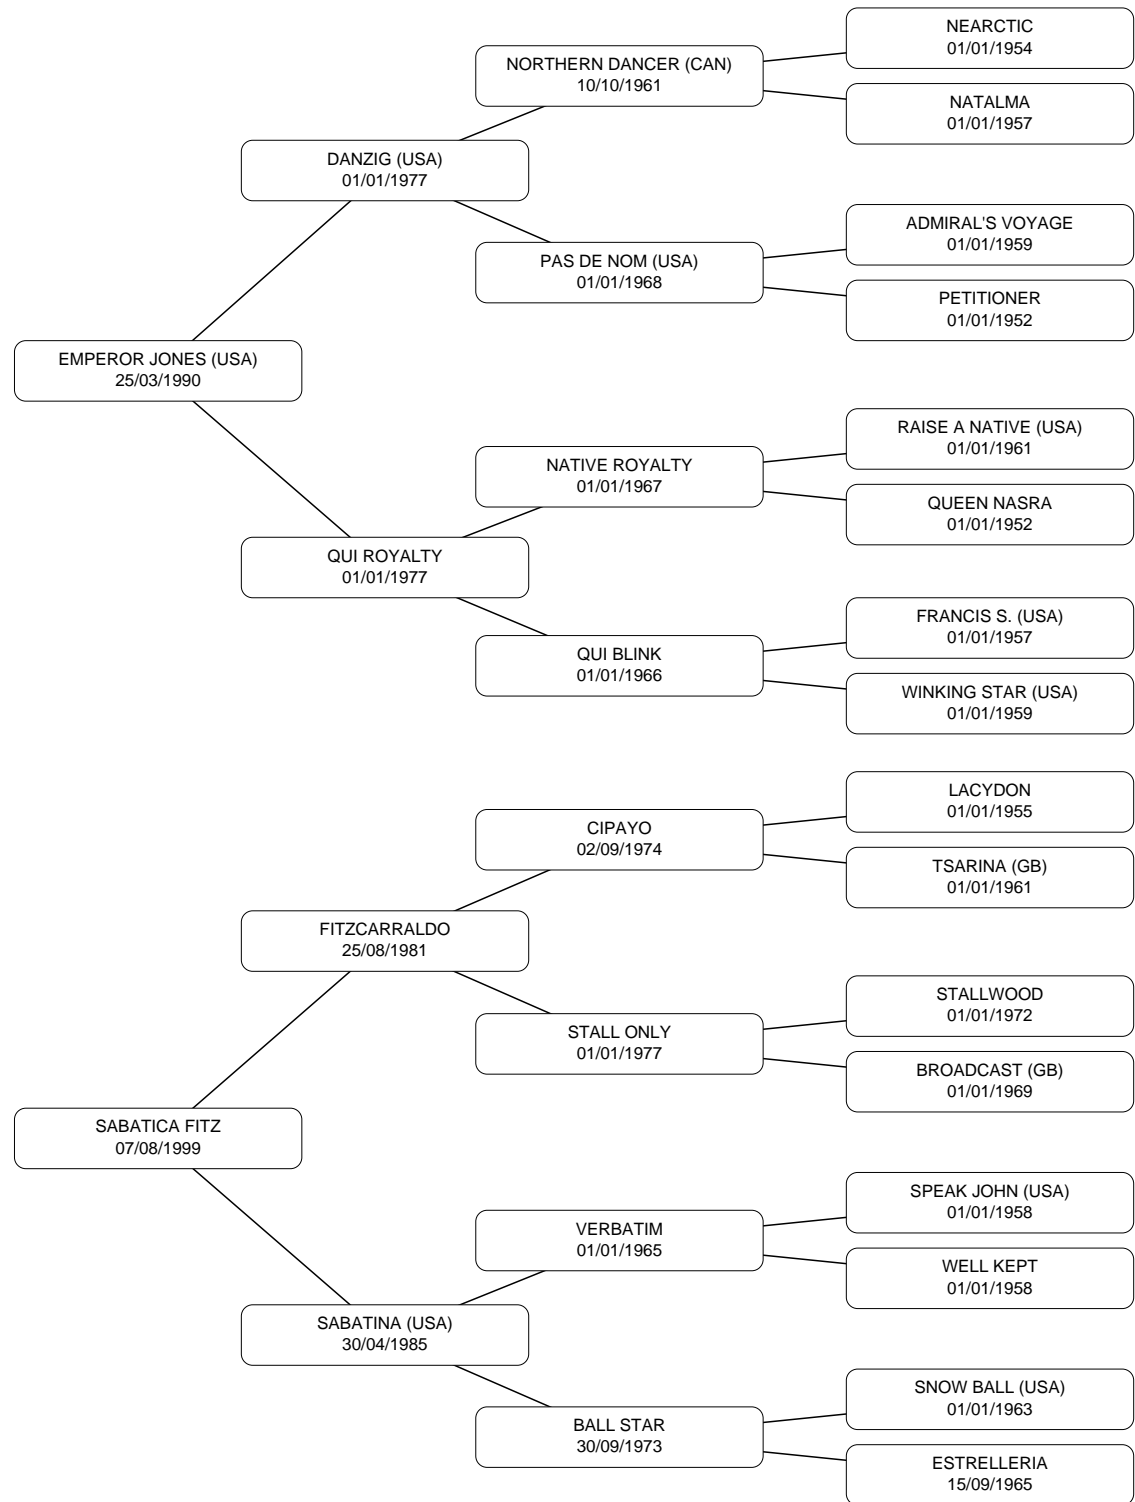 NEARCTIC
01/01/1954
NORTHERN DANCER (CAN)
10/10/1961
NATALMA
01/01/1957
DANZIG (USA)
01/01/1977
ADMIRAL'S VOYAGE
01/01/1959
PAS DE NOM (USA)
01/01/1968
PETITIONER
01/01/1952
EMPEROR JONES (USA)
25/03/1990
RAISE A NATIVE (USA)
01/01/1961
NATIVE ROYALTY
01/01/1967
QUEEN NASRA
01/01/1952
QUI ROYALTY
01/01/1977
FRANCIS S. (USA)
01/01/1957
QUI BLINK
01/01/1966
WINKING STAR (USA)
01/01/1959
LACYDON
01/01/1955
CIPAYO
02/09/1974
TSARINA (GB)
01/01/1961
FITZCARRALDO
25/08/1981
STALLWOOD
01/01/1972
STALL ONLY
01/01/1977
BROADCAST (GB)
01/01/1969
SABATICA FITZ
07/08/1999
SPEAK JOHN (USA)
01/01/1958
VERBATIM
01/01/1965
WELL KEPT
01/01/1958
SABATINA (USA)
30/04/1985
SNOW BALL (USA)
01/01/1963
BALL STAR
30/09/1973
ESTRELLERIA
15/09/1965